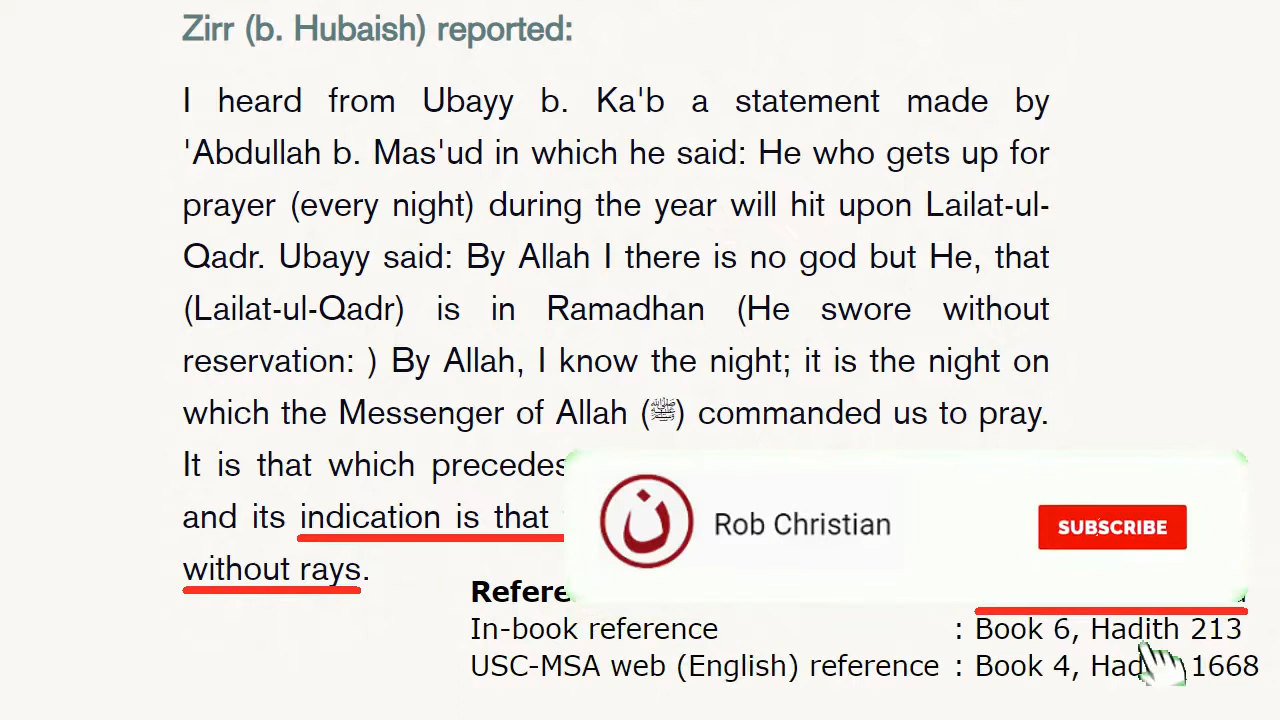 Zirr (b. Hubaish) reported:
I heard from Ubayy b. Ka'b a statement made by
'Abdullah b. Mas'ud in which he said: He who gets up for
prayer (every night) during the year will hit upon Lailat-ul-
Qadr. Ubayy said: By Allah I there is no god but He, that
(Lailat-ul-Qadr) is in Ramadhan (He swore without
reservation: ) By Allah, I know the night; it is the night on
which the Messenger of Allah (ﷺ) commanded us to pray.
It is that which precedes
and its indication is that
without rays.
ن
Rob Christian
SUBSCRIBE
In-book reference : Book 6, Hadith 213
USC-MSA web (English) reference : Book 4, 1668